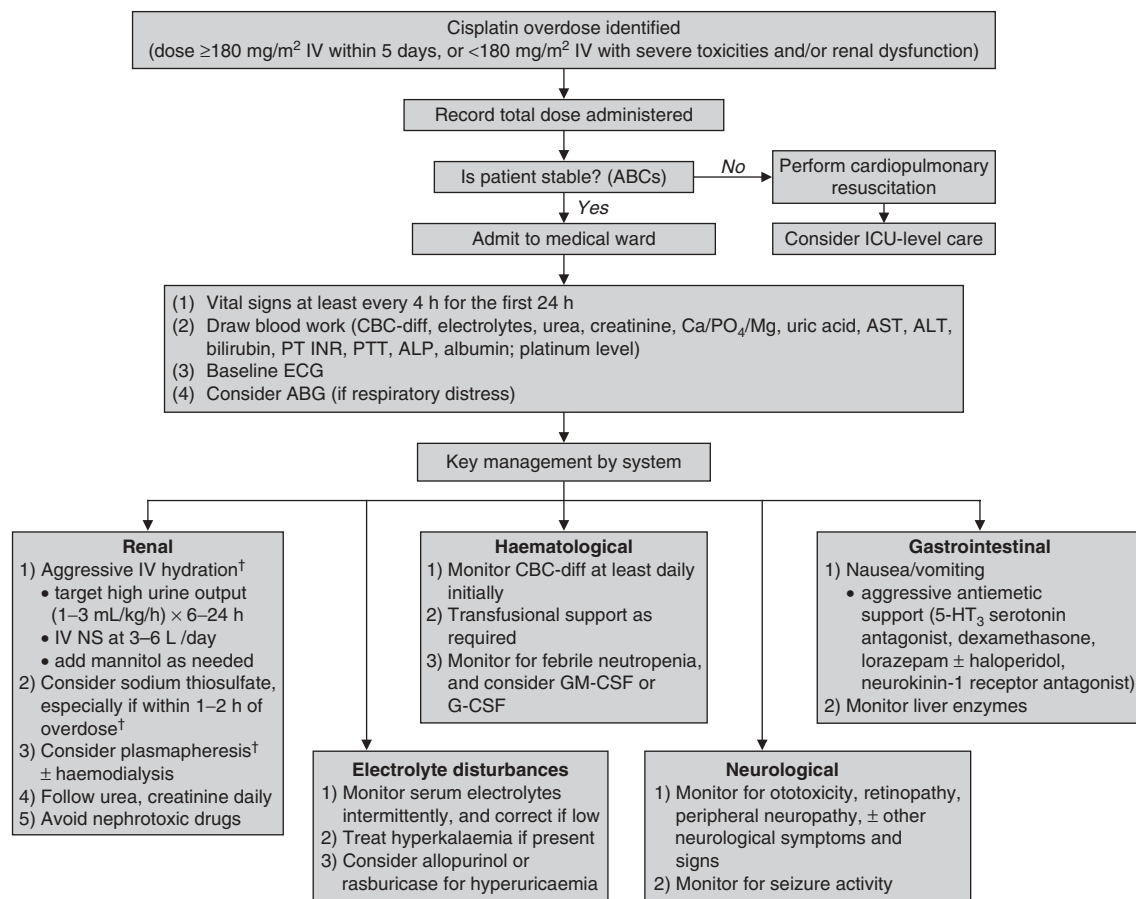 Cisplatin overdose identified
(dose ≥180 mg/m² IV within 5 days, or <180 mg/m² IV with severe toxicities and/or renal dysfunction)
Record total dose administered
Is patient stable? (ABCs)
No
Perform cardiopulmonary
resuscitation
Yes
Admit to medical ward
Consider ICU-level care
(1) Vital signs at least every 4 h for the first 24 h
(2) Draw blood work (CBC-diff, electrolytes, urea, creatinine, Ca/PO₄/Mg, uric acid, AST, ALT,
bilirubin, PT INR, PTT, ALP, albumin; platinum level)
(3) Baseline ECG
(4) Consider ABG (if respiratory distress)
Key management by system
Renal
1) Aggressive IV hydration†
• target high urine output
(1–3 mL/kg/h) × 6–24 h
• IV NS at 3–6 L /day
• add mannitol as needed
2) Consider sodium thiosulfate,
especially if within 1–2 h of
overdose†
3) Consider plasmapheresis†
± haemodialysis
4) Follow urea, creatinine daily
5) Avoid nephrotoxic drugs
Haematological
1) Monitor CBC-diff at least daily
initially
2) Transfusional support as
required
3) Monitor for febrile neutropenia,
and consider GM-CSF or
G-CSF
Gastrointestinal
1) Nausea/vomiting
• aggressive antiemetic
support (5-HT₃ serotonin
antagonist, dexamethasone,
lorazepam ± haloperidol,
neurokinin-1 receptor antagonist)
2) Monitor liver enzymes
Electrolyte disturbances
1) Monitor serum electrolytes
intermittently, and correct if low
2) Treat hyperkalaemia if present
3) Consider allopurinol or
rasburicase for hyperuricaemia
Neurological
1) Monitor for ototoxicity, retinopathy,
peripheral neuropathy, ± other
neurological symptoms and
signs
2) Monitor for seizure activity